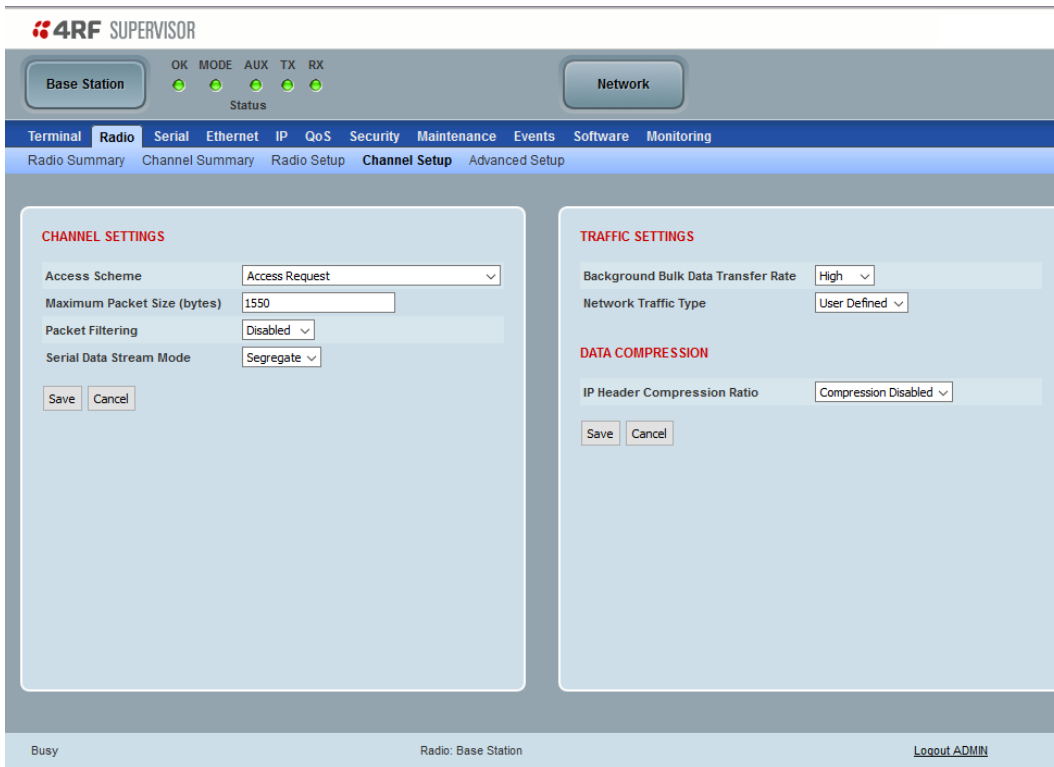 4RF SUPERVISOR
Base Station
OK MODE AUX TX RX
Status
Network
Terminal Radio Serial Ethernet IP QoS Security Maintenance Events Software Monitoring
Radio Summary Channel Summary Radio Setup Channel Setup Advanced Setup
CHANNEL SETTINGS
Access Scheme Access Request
Maximum Packet Size (bytes) 1550
Packet Filtering Disabled
Serial Data Stream Mode Segregate
Save Cancel
TRAFFIC SETTINGS
Background Bulk Data Transfer Rate High
Network Traffic Type User Defined
DATA COMPRESSION
IP Header Compression Ratio Compression Disabled
Save Cancel
Busy Radio: Base Station Logout ADMIN